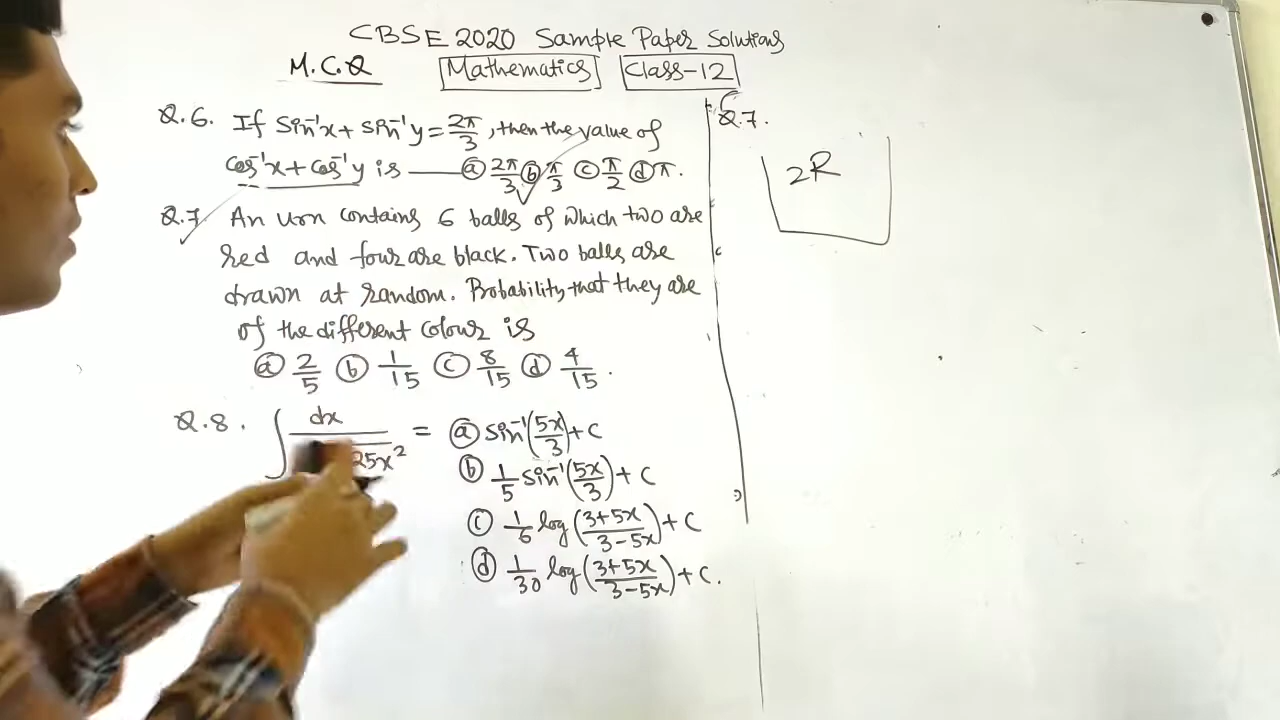 CBSE 2020 Sample Paper Solutions
M.C.Q Mathematics Class-12
Q.6. If sin⁻¹x + sin⁻¹y = 2π/3, then the value of
cos⁻¹x + cos⁻¹y is —— ⓐ 2π/3 ⓑ π/3 ⓒ π/2 ⓓ π.
Q.7. An urn contains 6 balls of which two are
red and four are black. Two balls are
drawn at random. Probability that they are
of the different colour is
ⓐ 2/5 ⓑ 1/15 ⓒ 8/15 ⓓ 4/15.
Q.8. ∫ dx / 25x² = ⓐ sin⁻¹(5x/3) + C
ⓑ 1/5 sin⁻¹(5x/3) + C
ⓒ 1/6 log(3+5x/3-5x) + C
ⓓ 1/30 log(3+5x/3-5x) + C.
Q.7.
2R